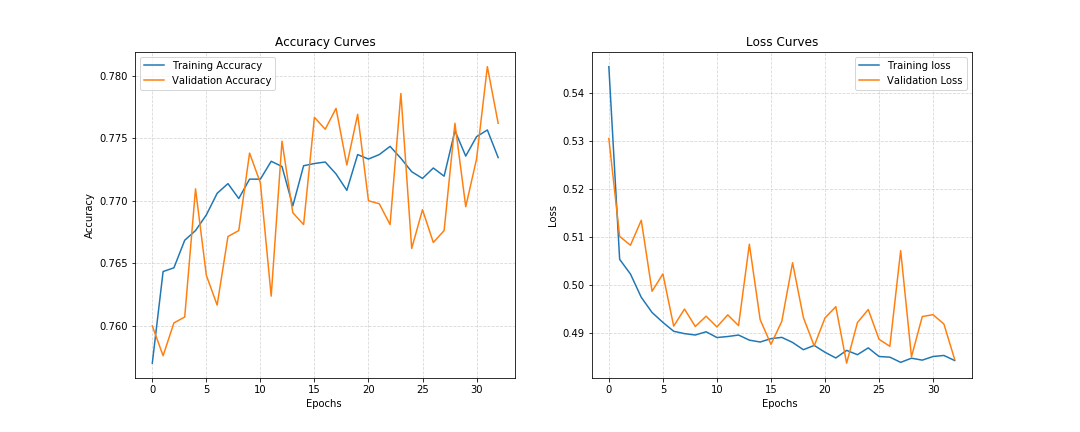 Accuracy Curves
Training Accuracy
Validation Accuracy
0.780
0.775
0.770
0.765
0.760
Accuracy
0 5 10 15 20 25 30
Epochs
Loss Curves
Training loss
Validation Loss
0.54
0.53
0.52
0.51
0.50
0.49
Loss
0 5 10 15 20 25 30
Epochs